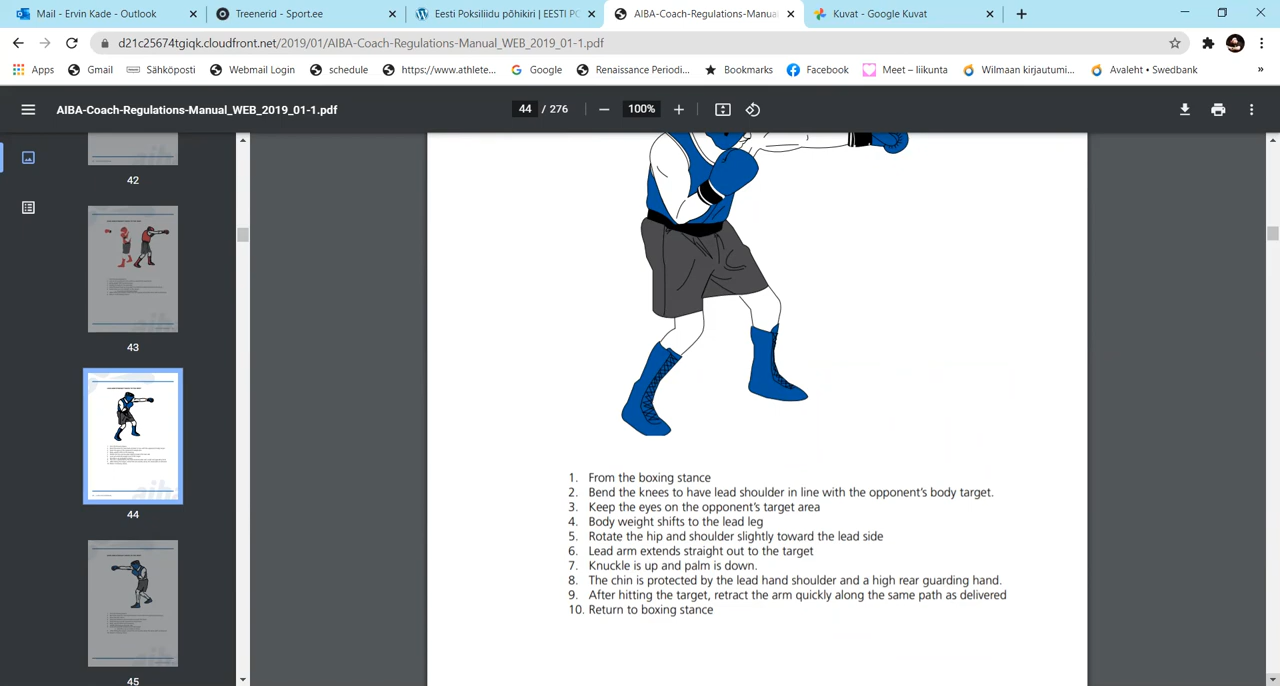 Mail - Ervin Kade - Outlook
Treenerid - Sport.ee
Eesti Poksiliidu põhikiri | EESTI PO
AIBA-Coach-Regulations-Manual
Kuvat - Google Kuvat
d21c25674tgiqk.cloudfront.net/2019/01/AIBA-Coach-Regulations-Manual_WEB_2019_01-1.pdf
Apps
Gmail
Sähköposti
Webmail Login
schedule
https://www.athlete...
Google
Renaissance Periodi...
Bookmarks
Facebook
Meet – liikunta
Wilmaan kirjautumi...
Avaleht • Swedbank
»
AIBA-Coach-Regulations-Manual_WEB_2019_01-1.pdf
44 / 276
100%
42
43
44
45
1. From the boxing stance
2. Bend the knees to have lead shoulder in line with the opponent's body target.
3. Keep the eyes on the opponent's target area
4. Body weight shifts to the lead leg
5. Rotate the hip and shoulder slightly toward the lead side
6. Lead arm extends straight out to the target
7. Knuckle is up and palm is down.
8. The chin is protected by the lead hand shoulder and a high rear guarding hand.
9. After hitting the target, retract the arm quickly along the same path as delivered
10. Return to boxing stance